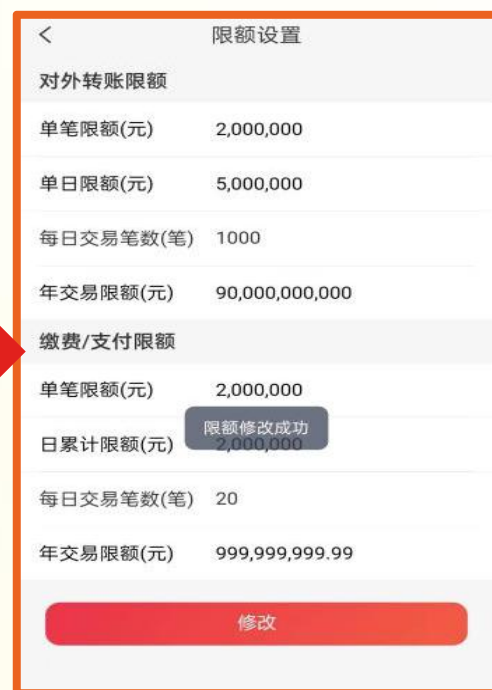 限额设置
对外转账限额
单笔限额(元) 2,000,000
单日限额(元) 5,000,000
每日交易笔数(笔) 1000
年交易限额(元) 90,000,000,000
缴费/支付限额
单笔限额(元) 2,000,000
限额修改成功
日累计限额(元) 2,000,000
每日交易笔数(笔) 20
年交易限额(元) 999,999,999.99
修改